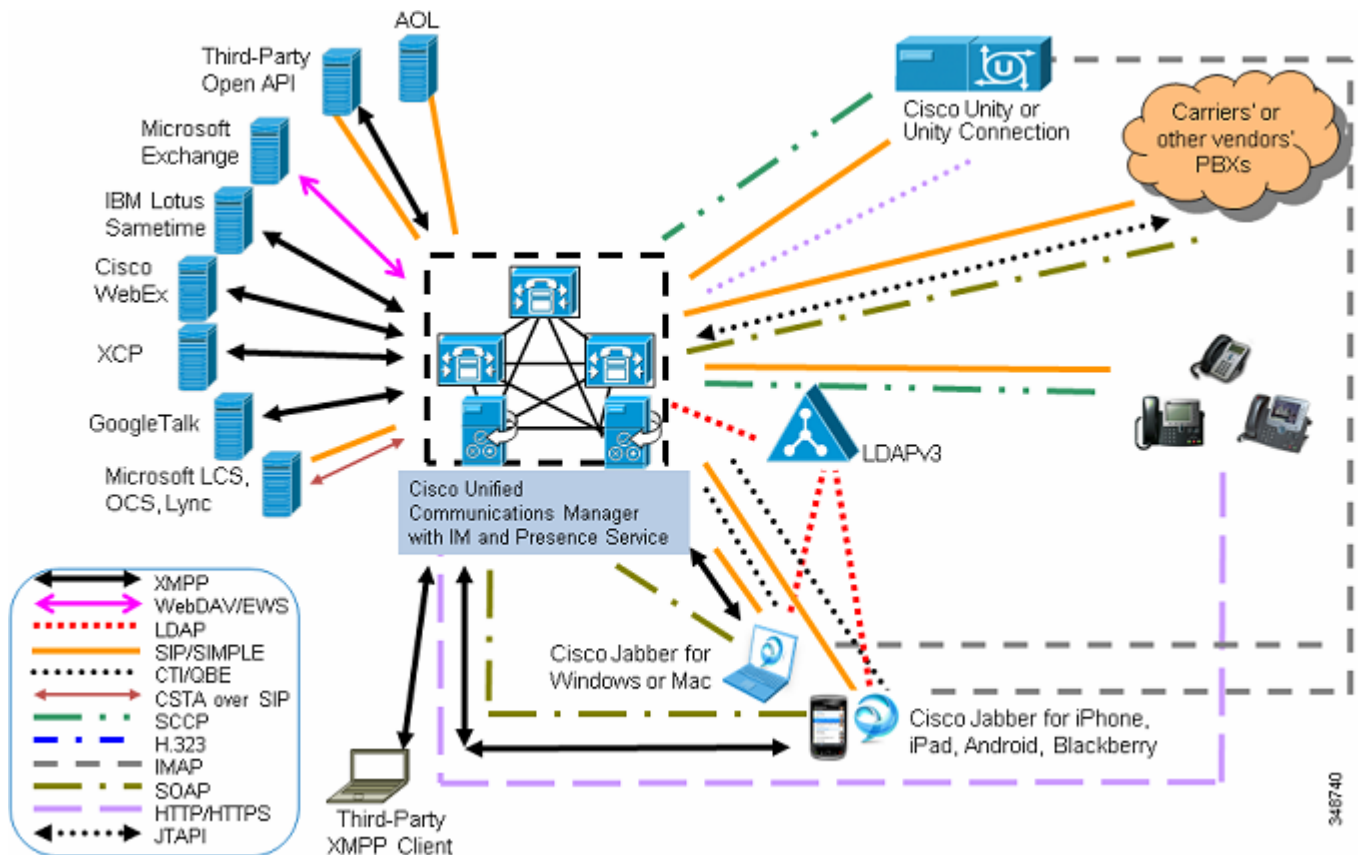 AOL
Third-Party
Open API
Microsoft
Exchange
IBM Lotus
Sametime
Cisco
WebEx
XCP
GoogleTalk
Microsoft LCS,
OCS, Lync
U
Cisco Unity or
Unity Connection
Carriers' or
other vendors'
PBXs
LDAPv3
Cisco Unified
Communications Manager
with IM and Presence Service
Cisco Jabber for
Windows or Mac
Cisco Jabber for iPhone,
iPad, Android, Blackberry
Third-Party
XMPP Client
XMPP
WebDAV/EWS
LDAP
SIP/SIMPLE
CTI/QBE
CSTA over SIP
SCCP
H.323
IMAP
SOAP
HTTP/HTTPS
JTAPI
348740